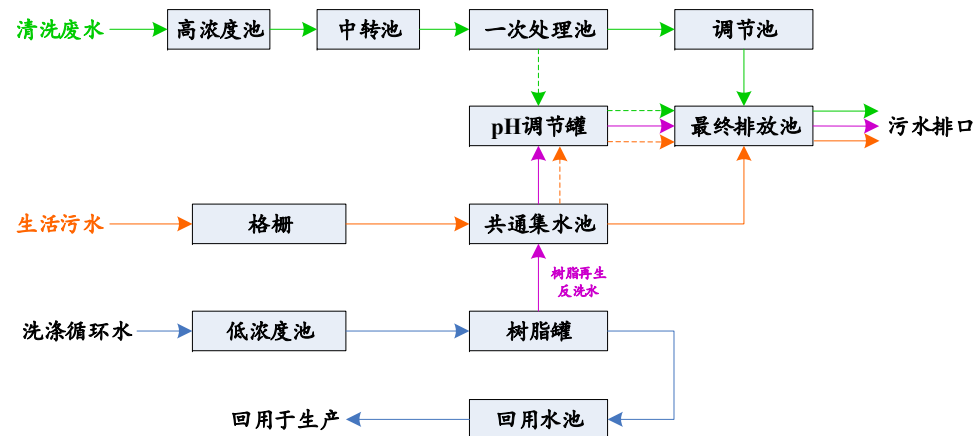 清洗废水
高浓度池
中转池
一次处理池
调节池
pH调节罐
最终排放池
污水排口
生活污水
格栅
共通集水池
树脂再生
反洗水
洗涤循环水
低浓度池
树脂罐
回用于生产
回用水池